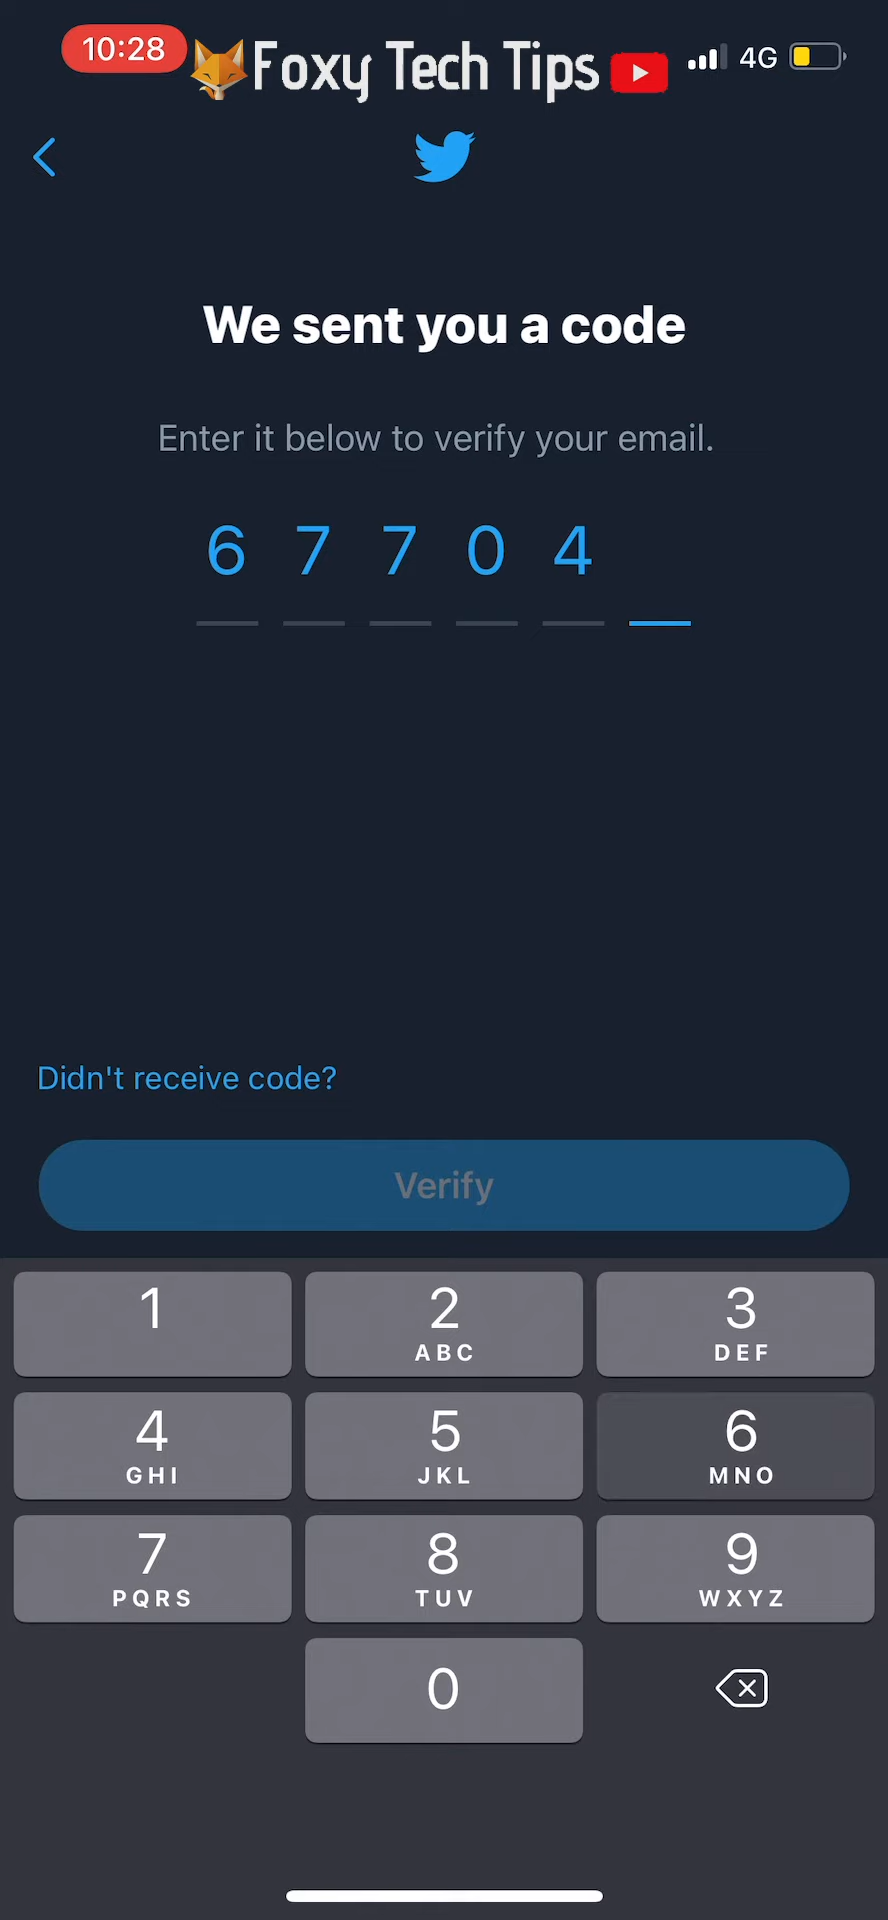 10:28 Foxy Tech Tips 4G
We sent you a code
Enter it below to verify your email.
6 7 7 0 4
Didn't receive code?
Verify
1 2 3
ABC DEF
4 5 6
GHI JKL MNO
7 8 9
PQRS TUV WXYZ
0